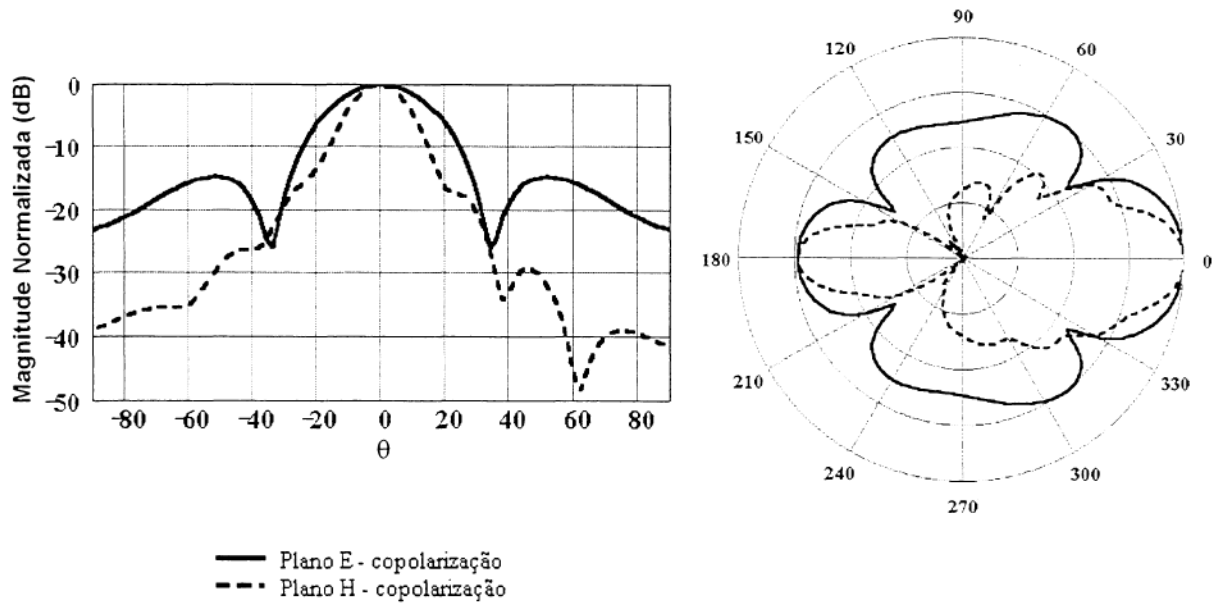 Magnitude Normalizada (dB)
0
−10
−20
−30
−40
−50
−80 −60 −40 −20 0 20 40 60 80
θ
90
120 60
150 30
180 0
210 330
240 300
270
Plano E - copolarização
Plano H - copolarização